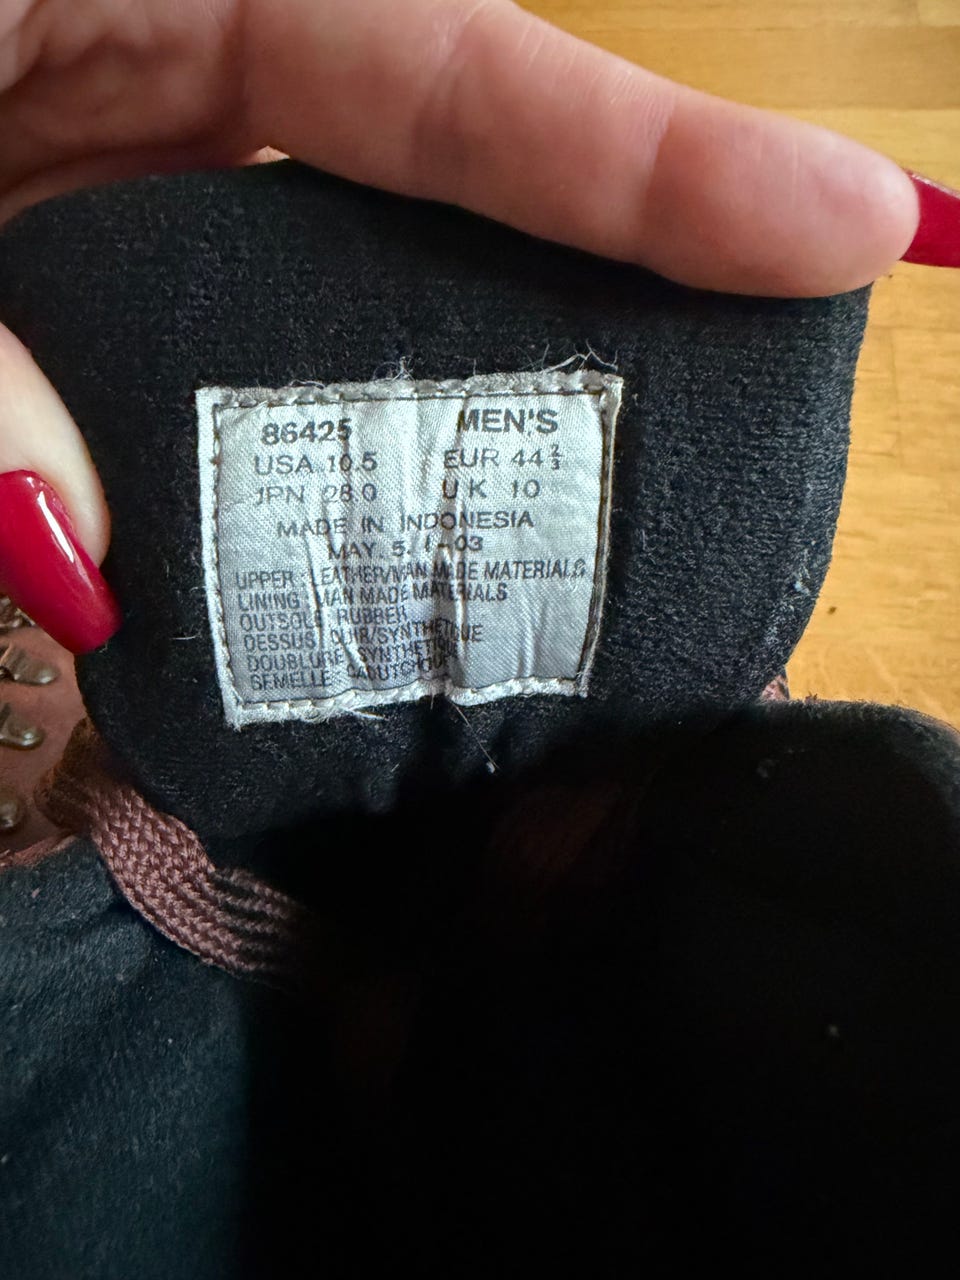 86425 MEN'S
USA 10.5 EUR 44 2/3
JPN 28.0 UK 10
MADE IN INDONESIA
MAY. 5. 1-03
UPPER : LEATHER/MAN MADE MATERIALS
LINING : MAN MADE MATERIALS
OUTSOLE : RUBBER
DESSUS : CUIR/SYNTHETIQUE
DOUBLURE : SYNTHETIQUE
SEMELLE : CAOUTCHOUC